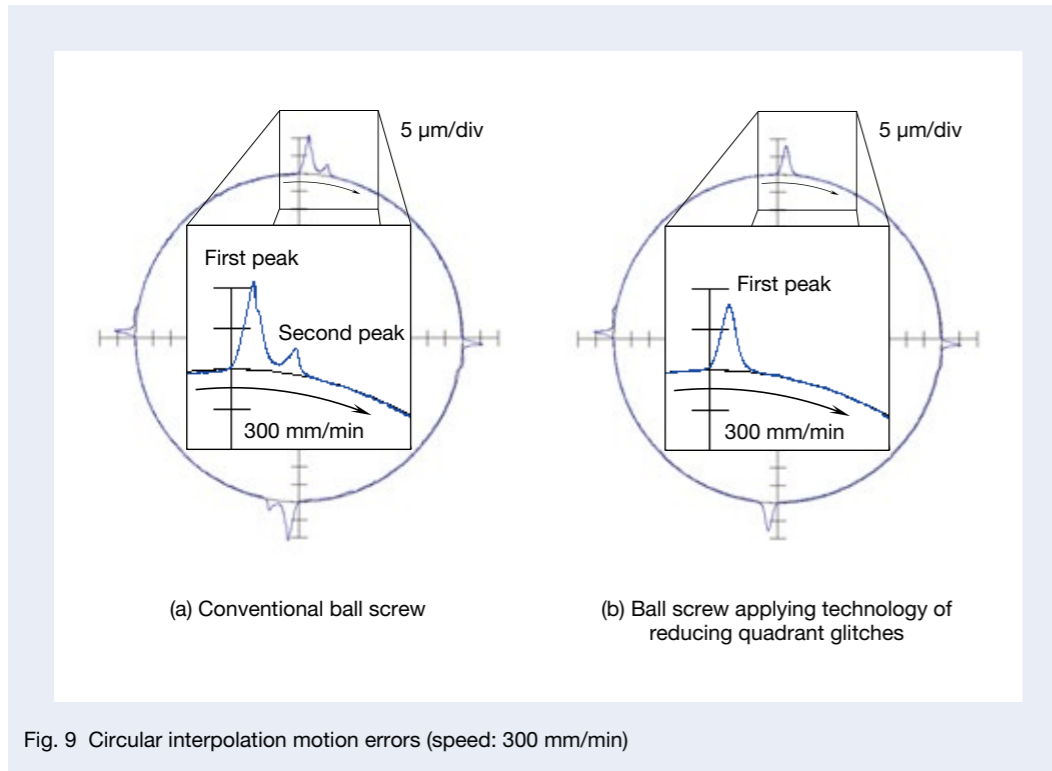 5 µm/div
First peak
Second peak
300 mm/min
(a) Conventional ball screw
5 µm/div
First peak
300 mm/min
(b) Ball screw applying technology of
reducing quadrant glitches
Fig. 9 Circular interpolation motion errors (speed: 300 mm/min)